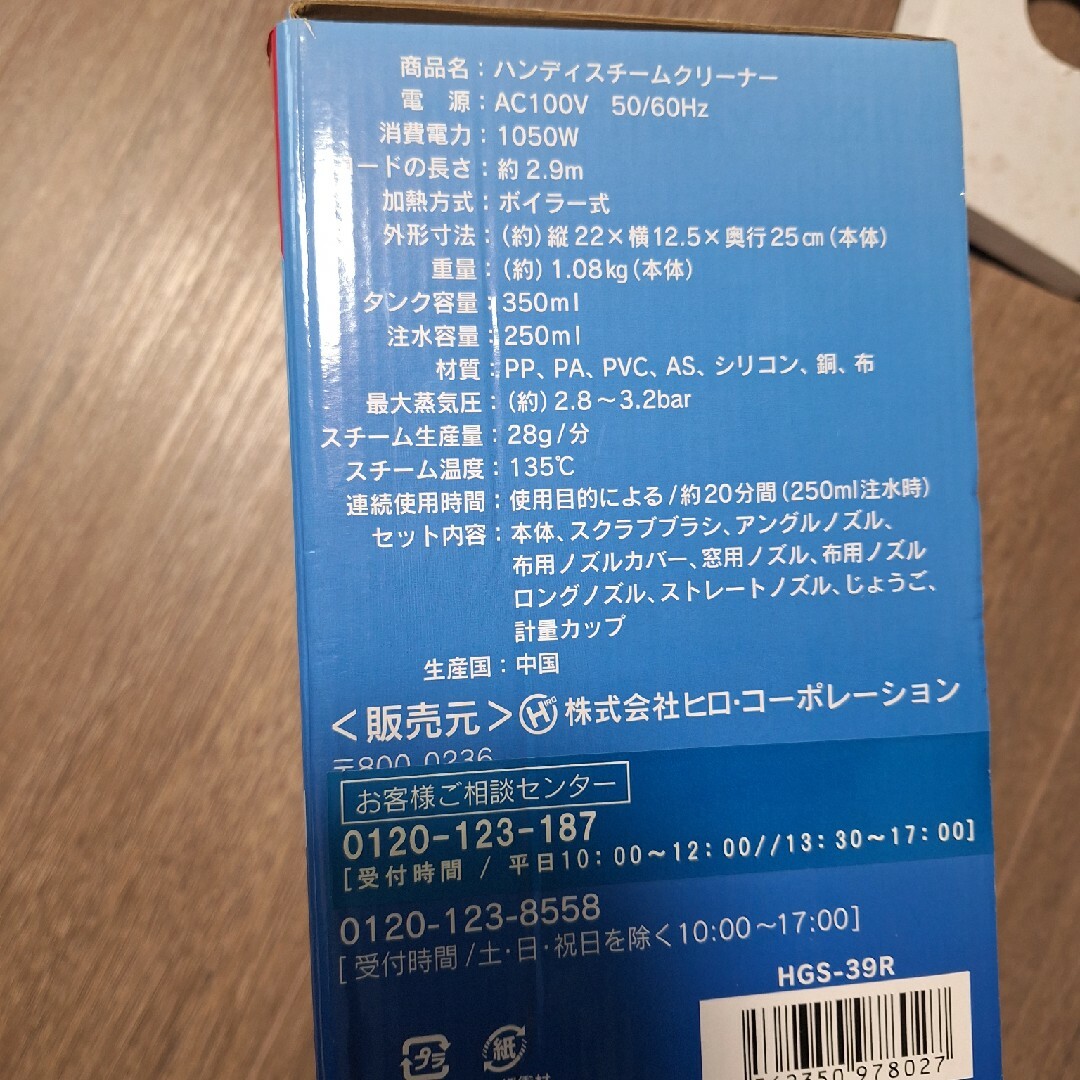 商品名：ハンディスチームクリーナー
電　源：AC100V　50/60Hz
消費電力：1050W
ードの長さ：約 2.9m
加熱方式：ボイラー式
外形寸法：(約) 縦 22×横 12.5×奥行 25㎝ (本体)
重量：(約) 1.08kg (本体)
タンク容量：350ml
注水容量：250ml
材質：PP、PA、PVC、AS、シリコン、銅、布
最大蒸気圧：(約) 2.8～3.2bar
スチーム生産量：28g/分
スチーム温度：135℃
連続使用時間：使用目的による/約20分間 (250ml注水時)
セット内容：本体、スクラブブラシ、アングルノズル、
布用ノズルカバー、窓用ノズル、布用ノズル
ロングノズル、ストレートノズル、じょうご、
計量カップ
生産国：中国
＜販売元＞ H 株式会社ヒロ・コーポレーション
〒800-0236
お客様ご相談センター
0120-123-187
[受付時間 / 平日10：00～12：00//13：30～17：00]
0120-123-8558
[受付時間/土・日・祝日を除く10:00～17:00]
HGS-39R
プラ
紙
978027